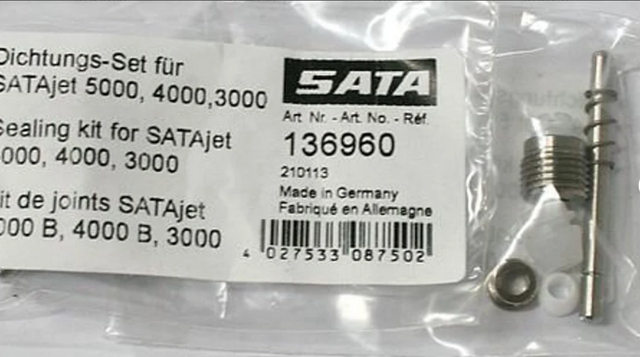 Dichtungs-Set für
SATAjet 5000, 4000,3000
Sealing kit for SATAjet
000, 4000, 3000
it de joints SATAjet
000 B, 4000 B, 3000
SATA
Art. Nr. - Art. No. - Réf.
136960
210113
Made in Germany
Fabriqué en Allemagne
4 027533 087502